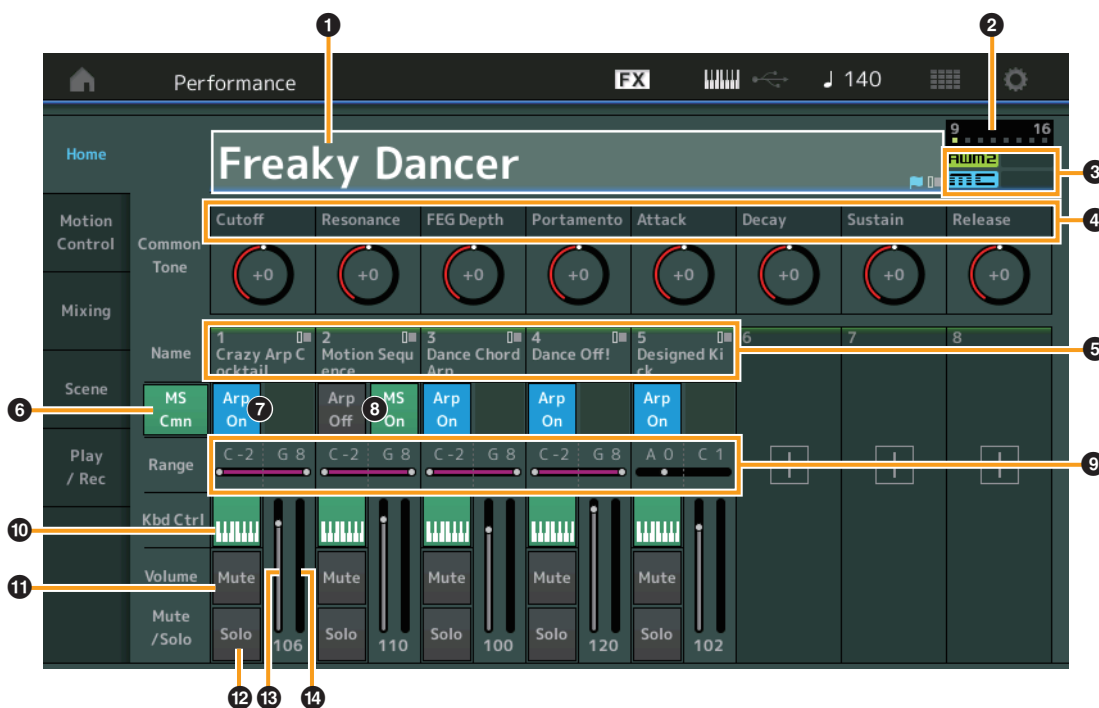 1 2
Performance FX 140
9 16
Home Freaky Dancer AWM2 3
MC
Motion Control Cutoff Resonance FEG Depth Portamento Attack Decay Sustain Release 4
Common Tone +0 +0 +0 +0 +0 +0 +0 +0
Mixing
Name 1 2 3 4 5 6 7 8
Crazy Arp C Motion Sequ Dance Chord Dance Off! Designed Ki 5
ocktail ence Arp ck
Scene
6 MS Arp 7 Arp 8 MS Arp Arp Arp
Cmn On Off On On On On
Play / Rec Range C -2 G 8 C -2 G 8 C -2 G 8 C -2 G 8 A 0 C 1 9
10 Kbd Ctrl
11 Volume Mute Mute Mute Mute Mute
Mute /Solo Solo 106 Solo 110 Solo 100 Solo 120 Solo 102
12 13 14